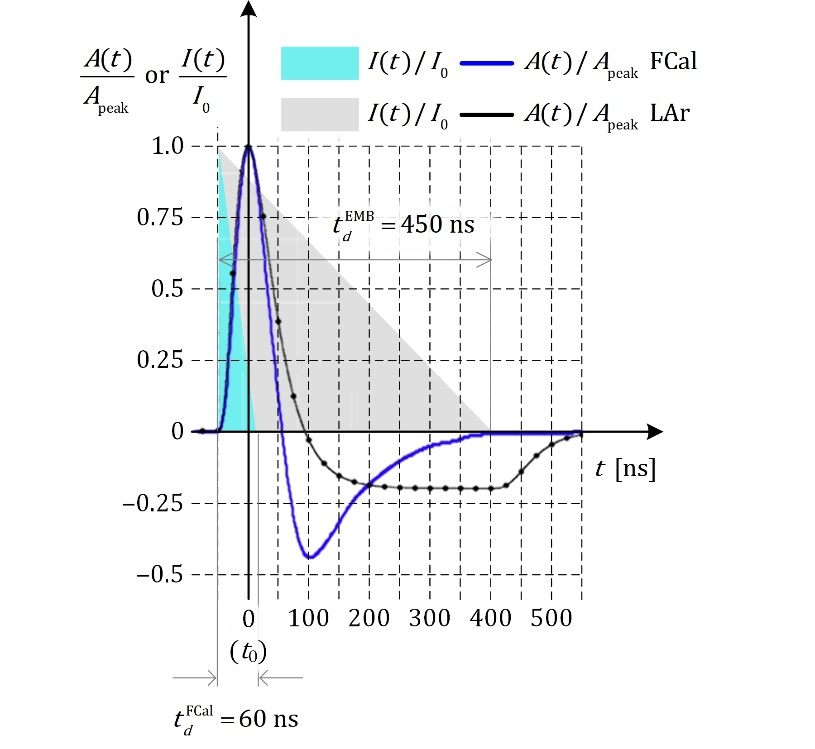 A(t)/A_peak or I(t)/I_0
I(t)/I_0 A(t)/A_peak FCal
I(t)/I_0 A(t)/A_peak LAr
1.0
0.75
t_d^EMB = 450 ns
0.5
0.25
0
t [ns]
−0.25
−0.5
0 100 200 300 400 500
(t_0)
t_d^FCal = 60 ns